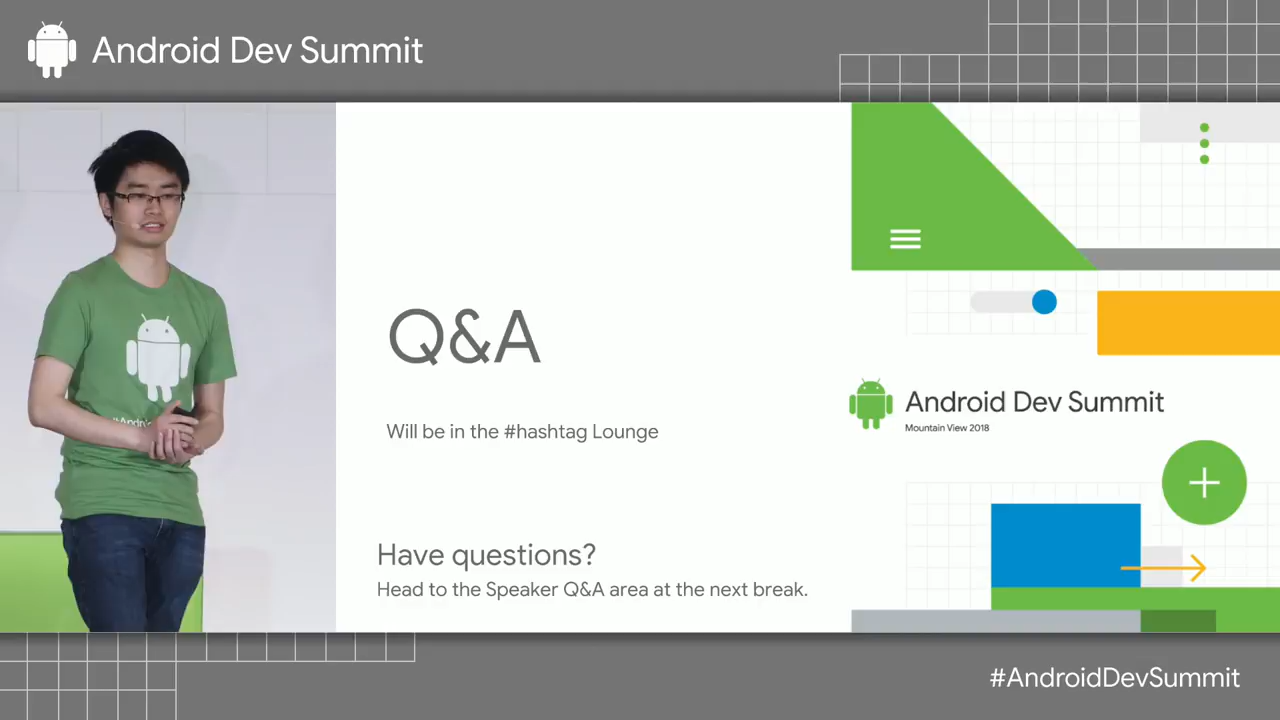 Android Dev Summit
Q&A
Will be in the #hashtag Lounge
Have questions?
Head to the Speaker Q&A area at the next break.
Android Dev Summit
Mountain View 2018
#AndroidDevSummit